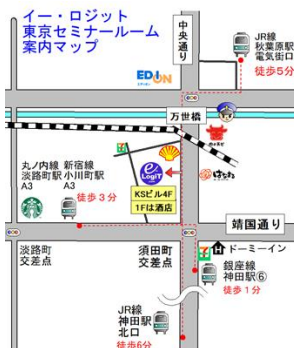 イー・ロジット
東京セミナールーム
案内マップ
中央通り
JR線
秋葉原駅
電気街口
徒歩5分
EDION
万世橋
丸ノ内線
淡路町駅
A3
新宿線
小川町駅
A3
徒歩3分
e-LogiT
KSビル4F
1Fは酒店
靖国通り
淡路町
交差点
須田町
交差点
ドーミーイン
銀座線
神田駅⑥
徒歩1分
JR線
神田駅
北口
徒歩6分